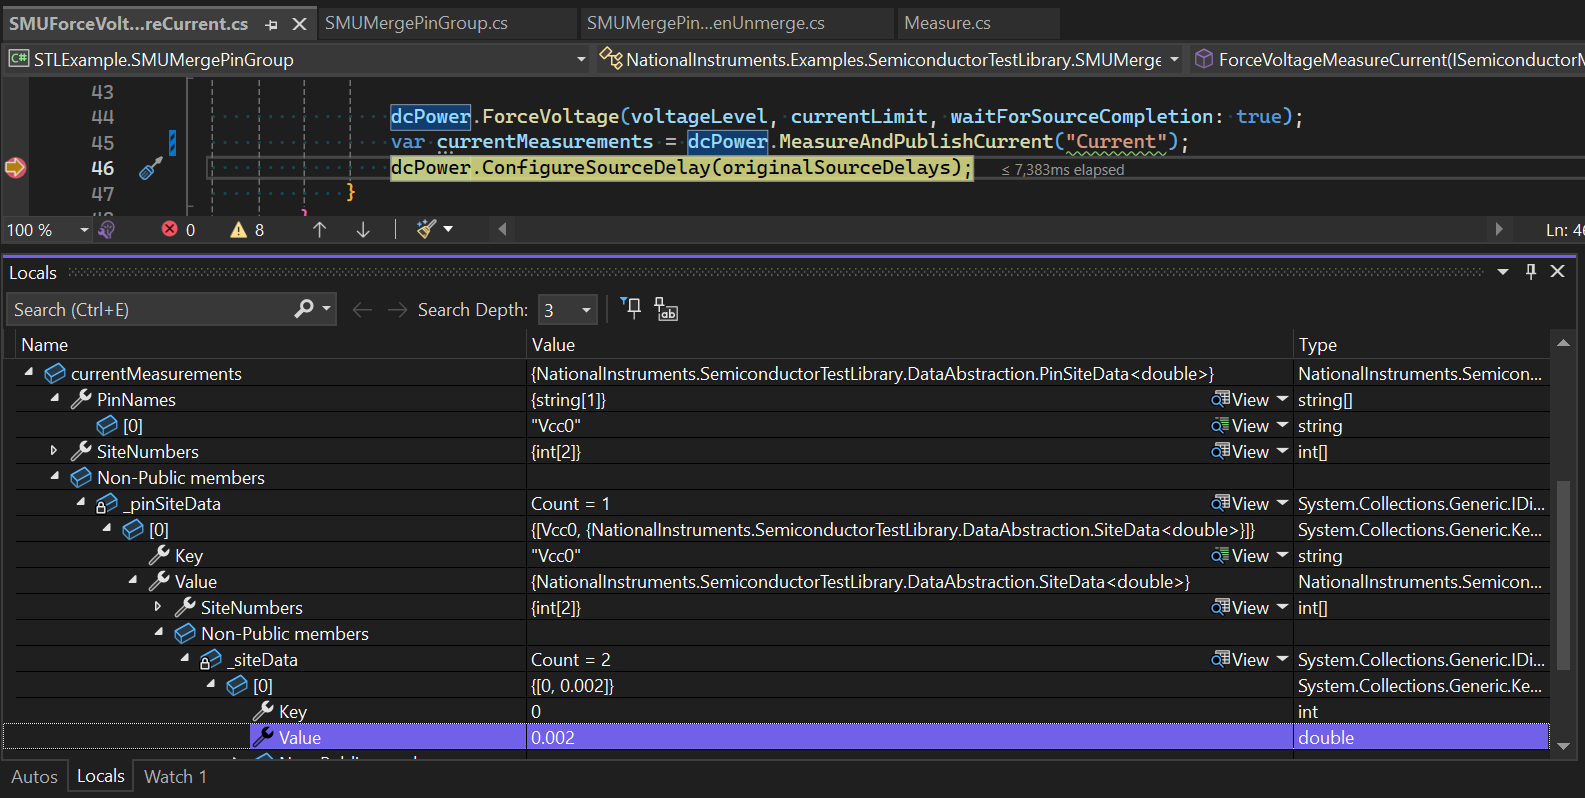 SMUForceVolt...reCurrent.cs
SMUMergePinGroup.cs
SMUMergePin...enUnmerge.cs
Measure.cs
C# STLExample.SMUMergePinGroup
NationalInstruments.Examples.SemiconductorTestLibrary.SMUMerge
ForceVoltageMeasureCurrent(ISemiconductorM
43
44 dcPower.ForceVoltage(voltageLevel, currentLimit, waitForSourceCompletion: true);
45 var currentMeasurements = dcPower.MeasureAndPublishCurrent("Current");
46 dcPower.ConfigureSourceDelay(originalSourceDelays); ≤ 7,383ms elapsed
47 }
100 % 0 8 Ln: 46
Locals
Search (Ctrl+E) Search Depth: 3
Name Value Type
currentMeasurements {NationalInstruments.SemiconductorTestLibrary.DataAbstraction.PinSiteData<double>} NationalInstruments.Semicon...
PinNames {string[1]} View string[]
[0] "Vcc0" View string
SiteNumbers {int[2]} View int[]
Non-Public members
_pinSiteData Count = 1 View System.Collections.Generic.IDi...
[0] {[Vcc0, {NationalInstruments.SemiconductorTestLibrary.DataAbstraction.SiteData<double>}]} System.Collections.Generic.Ke...
Key "Vcc0" View string
Value {NationalInstruments.SemiconductorTestLibrary.DataAbstraction.SiteData<double>} NationalInstruments.Semicon...
SiteNumbers {int[2]} View int[]
Non-Public members
_siteData Count = 2 View System.Collections.Generic.IDi...
[0] {[0, 0.002]} System.Collections.Generic.Ke...
Key 0 int
Value 0.002 double
Autos Locals Watch 1